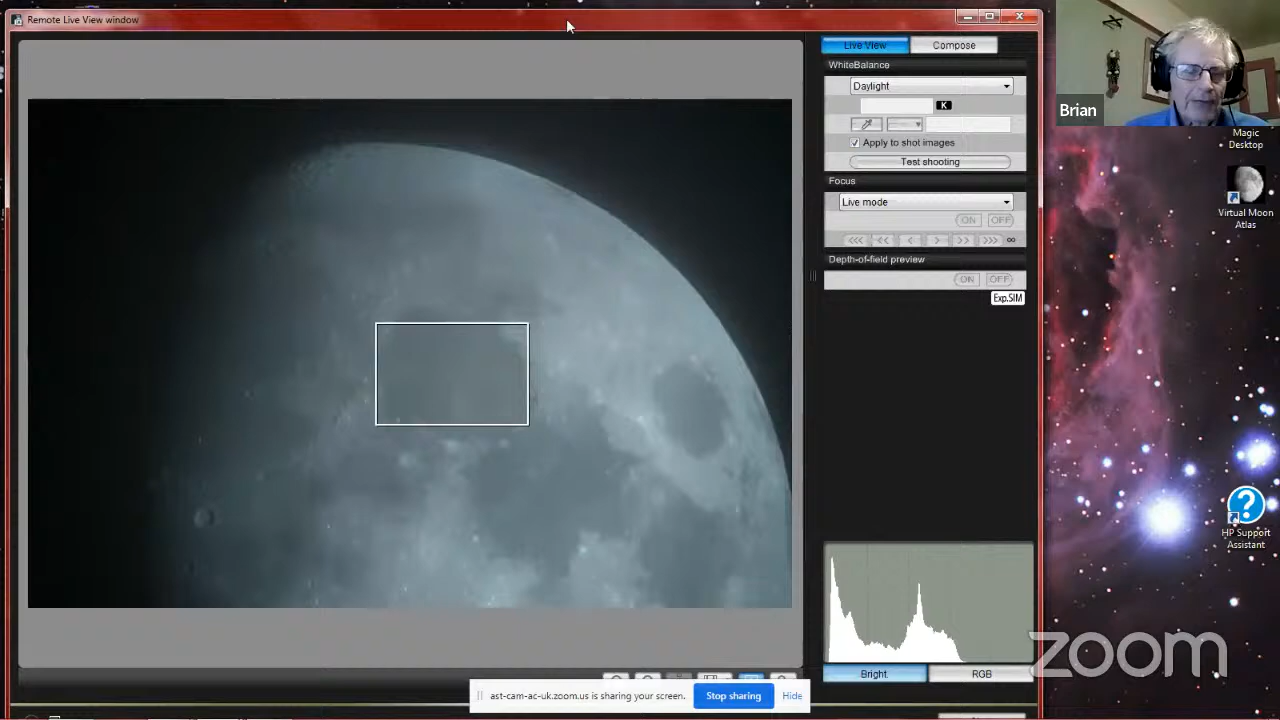 Remote Live View window
Live View
Compose
WhiteBalance
Daylight
K
Apply to shot images
Test shooting
Focus
Live mode
ON
OFF
<<<
<<
<
>
>>
>>>
∞
Depth-of-field preview
ON
OFF
Exp.SIM
Bright
RGB
ast-cam-ac-uk.zoom.us is sharing your screen.
Stop sharing
Hide
Brian
Magic
Desktop
Virtual Moon
Atlas
?
HP Support
Assistant
zoom